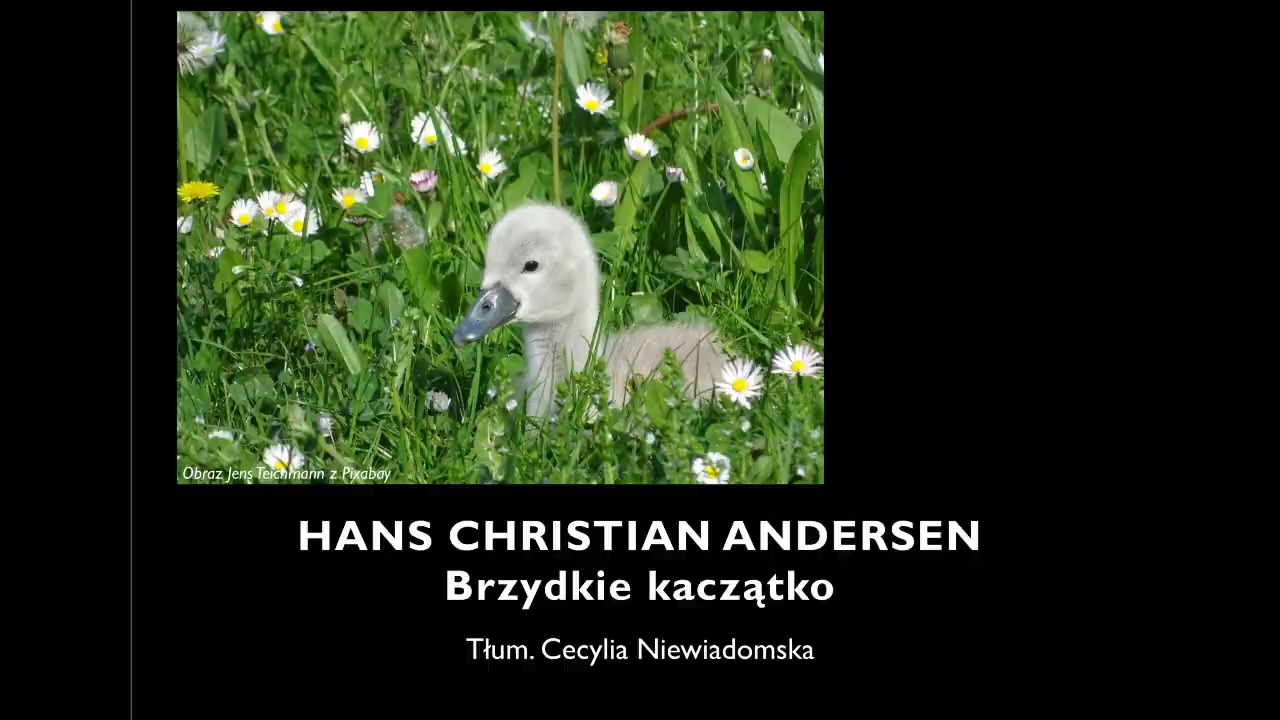 Obraz Jens Teichmann z Pixabay
HANS CHRISTIAN ANDERSEN
Brzydkie kaczątko
Tłum. Cecylia Niewiadomska